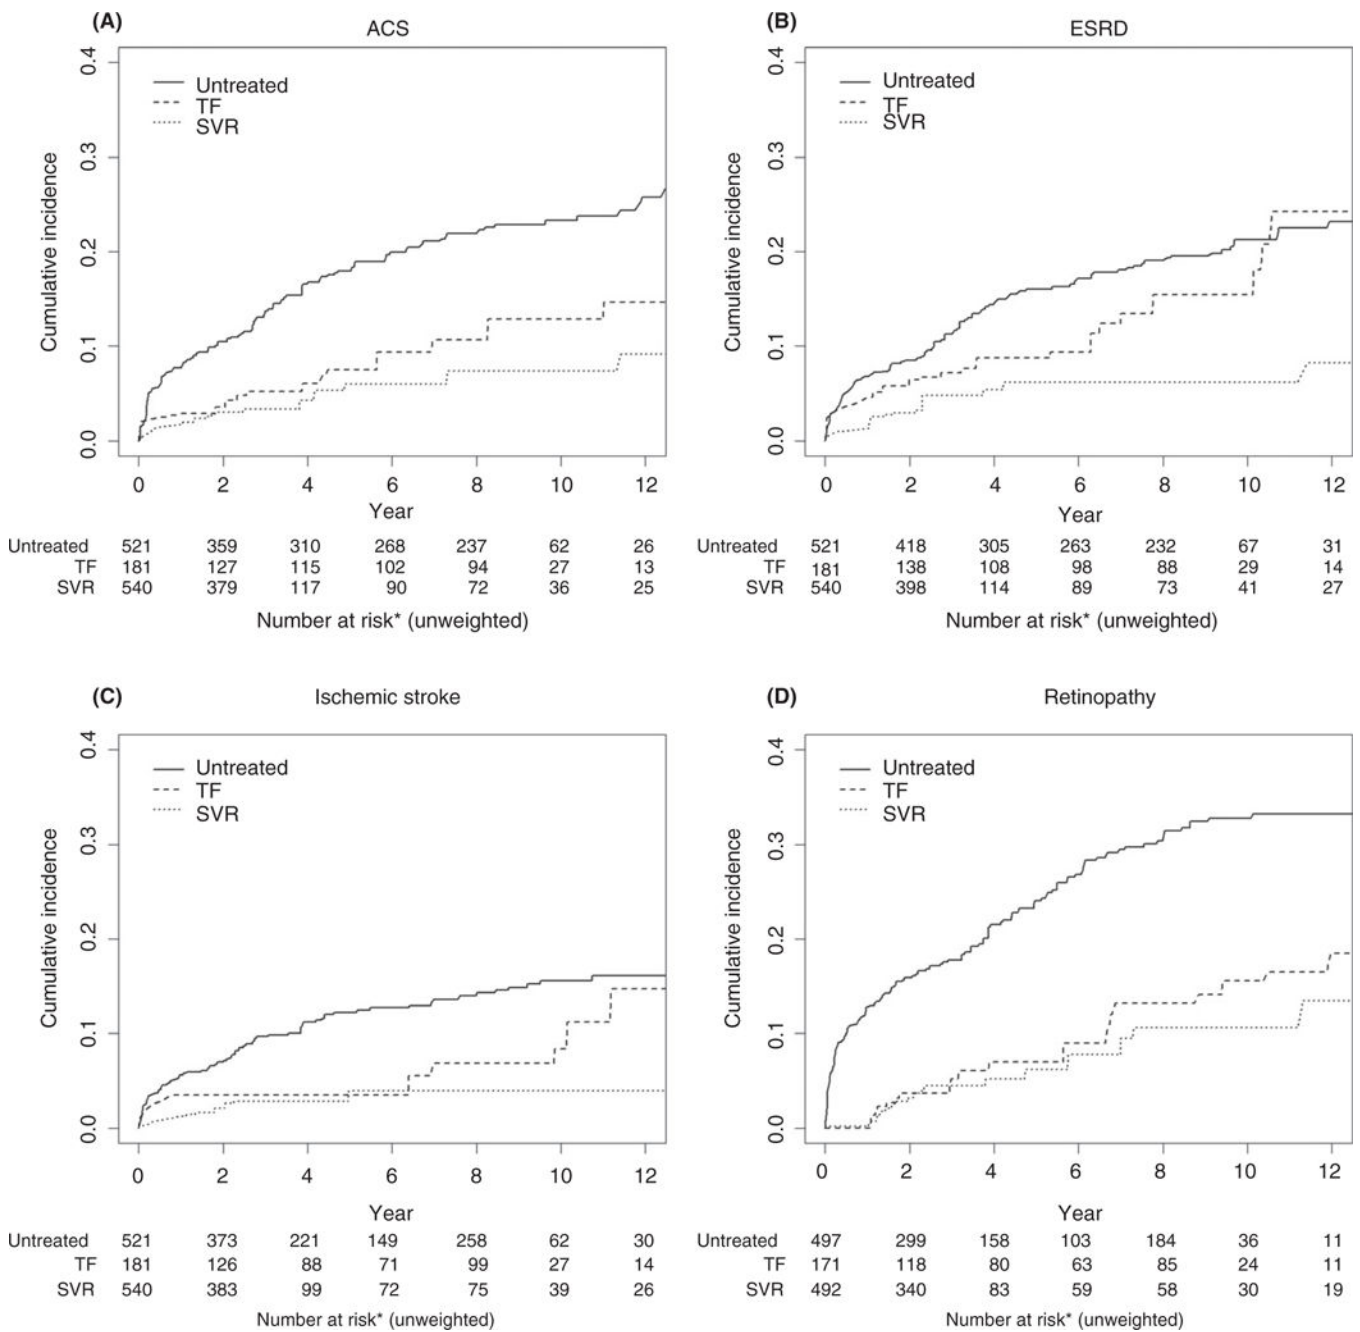 (A)
ACS
Cumulative incidence
0.4
0.3
0.2
0.1
0.0
Untreated
TF
SVR
0 2 4 6 8 10 12
Year
Untreated 521 359 310 268 237 62 26
TF 181 127 115 102 94 27 13
SVR 540 379 117 90 72 36 25
Number at risk* (unweighted)
(B)
ESRD
Cumulative incidence
0.4
0.3
0.2
0.1
0.0
Untreated
TF
SVR
0 2 4 6 8 10 12
Year
Untreated 521 418 305 263 232 67 31
TF 181 138 108 98 88 29 14
SVR 540 398 114 89 73 41 27
Number at risk* (unweighted)
(C)
Ischemic stroke
Cumulative incidence
0.4
0.3
0.2
0.1
0.0
Untreated
TF
SVR
0 2 4 6 8 10 12
Year
Untreated 521 373 221 149 258 62 30
TF 181 126 88 71 99 27 14
SVR 540 383 99 72 75 39 26
Number at risk* (unweighted)
(D)
Retinopathy
Cumulative incidence
0.4
0.3
0.2
0.1
0.0
Untreated
TF
SVR
0 2 4 6 8 10 12
Year
Untreated 497 299 158 103 184 36 11
TF 171 118 80 63 85 24 11
SVR 492 340 83 59 58 30 19
Number at risk* (unweighted)